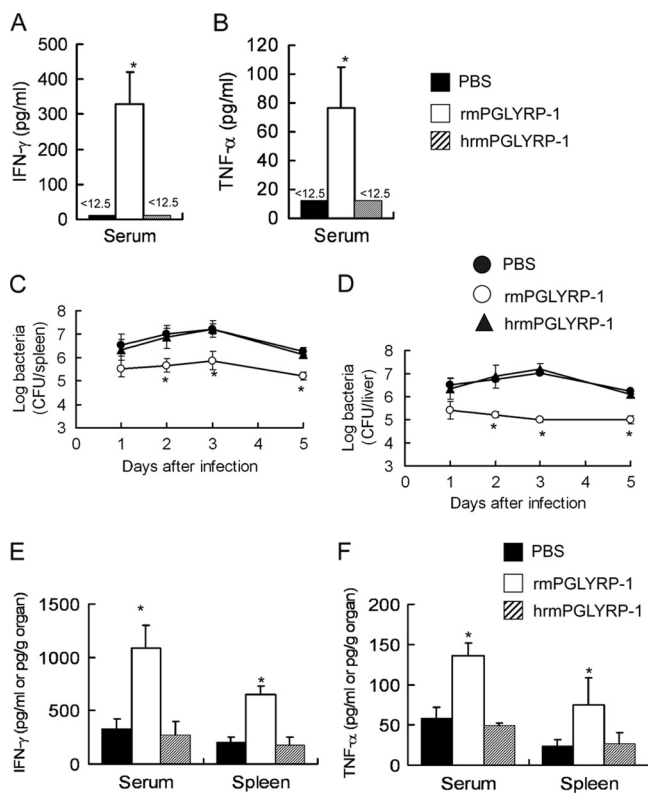 A
IFN-γ (pg/ml)
500
400
300
200
100
0
*
<12.5
<12.5
Serum
B
TNF-α (pg/ml)
120
100
80
60
40
20
0
*
<12.5
<12.5
Serum
PBS
rmPGLYRP-1
hrmPGLYRP-1
C
Log bacteria
(CFU/spleen)
8
7
6
5
4
3
* * *
0 1 2 3 5
Days after infection
PBS
rmPGLYRP-1
hrmPGLYRP-1
D
Log bacteria
(CFU/liver)
8
7
6
5
4
3
* * *
0 1 2 3 5
Days after infection
E
IFN-γ (pg/ml or pg/g organ)
1500
1000
500
0
* *
Serum Spleen
F
TNF-α (pg/ml or pg/g organ)
200
150
100
50
0
* *
Serum Spleen
PBS
rmPGLYRP-1
hrmPGLYRP-1